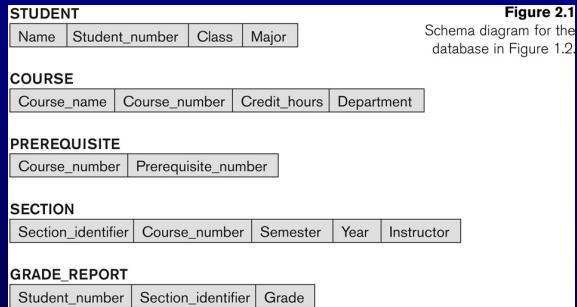 STUDENT
Name Student_number Class Major
Figure 2.1
Schema diagram for the
database in Figure 1.2.
COURSE
Course_name Course_number Credit_hours Department
PREREQUISITE
Course_number Prerequisite_number
SECTION
Section_identifier Course_number Semester Year Instructor
GRADE_REPORT
Student_number Section_identifier Grade